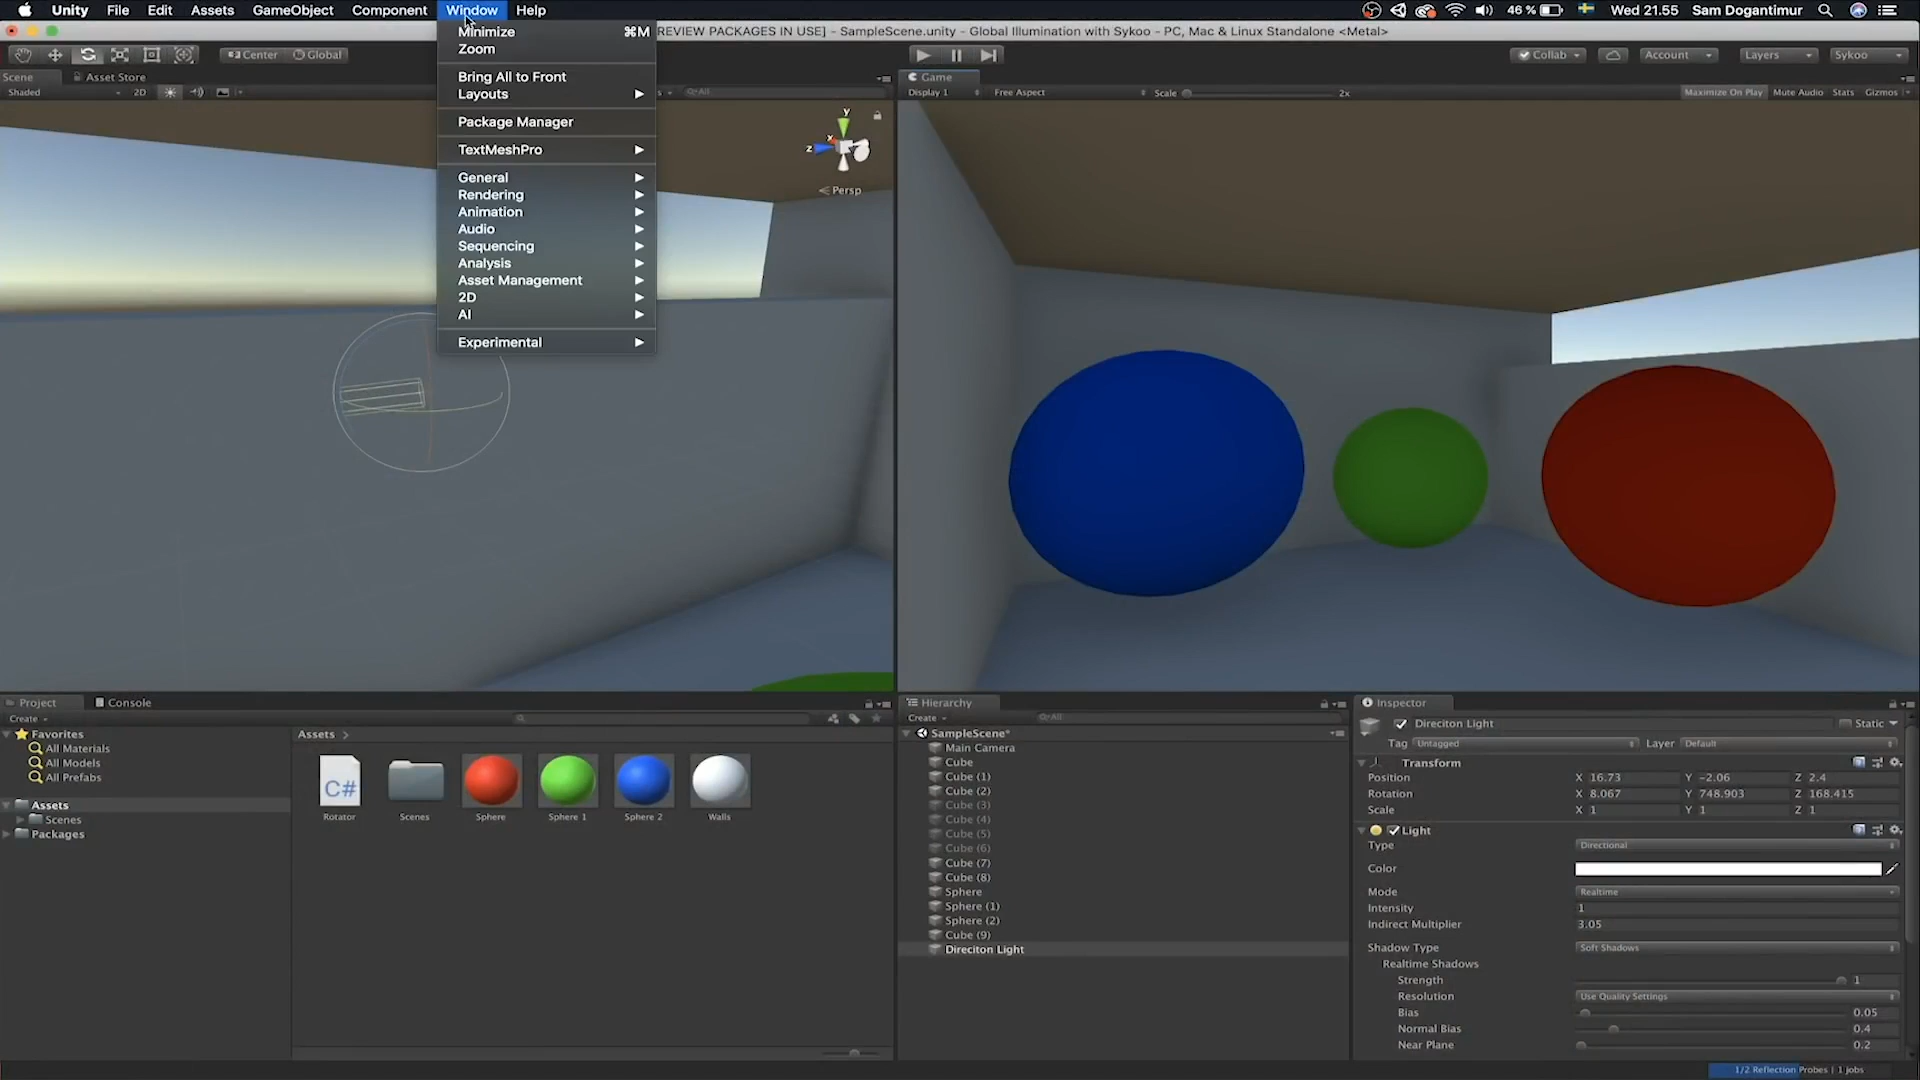 Unity File Edit Assets GameObject Component Window Help 46 % Wed 21.55 Sam Dogantimur
REVIEW PACKAGES IN USE] - SampleScene.unity - Global Illumination with Sykoo - PC, Mac & Linux Standalone <Metal>
Center Global Collab Account Layers Sykoo
Scene Asset Store Game
Shaded 2D All Display 1 Free Aspect Scale 2x Maximize On Play Mute Audio Stats Gizmos
Minimize ⌘M
Zoom
Bring All to Front
Layouts
Package Manager
TextMeshPro
General
Rendering
Animation
Audio
Sequencing
Analysis
Asset Management
2D
AI
Experimental
y
x
z
Persp
Project Console
Create
Favorites
All Materials
All Models
All Prefabs
Assets
Scenes
Packages
Assets
C#
Rotator Scenes Sphere Sphere 1 Sphere 2 Walls
Hierarchy
Create All
SampleScene*
Main Camera
Cube
Cube (1)
Cube (2)
Cube (3)
Cube (4)
Cube (5)
Cube (6)
Cube (7)
Cube (8)
Sphere
Sphere (1)
Sphere (2)
Cube (9)
Direciton Light
Inspector
Direciton Light Static
Tag Untagged Layer Default
Transform
Position X 16.73 Y -2.06 Z 2.4
Rotation X 8.067 Y 748.903 Z 168.415
Scale X 1 Y 1 Z 1
Light
Type Directional
Color
Mode Realtime
Intensity 1
Indirect Multiplier 3.05
Shadow Type Soft Shadows
Realtime Shadows
Strength 1
Resolution Use Quality Settings
Bias 0.05
Normal Bias 0.4
Near Plane 0.2
1/2 Reflection Probes | 1 jobs